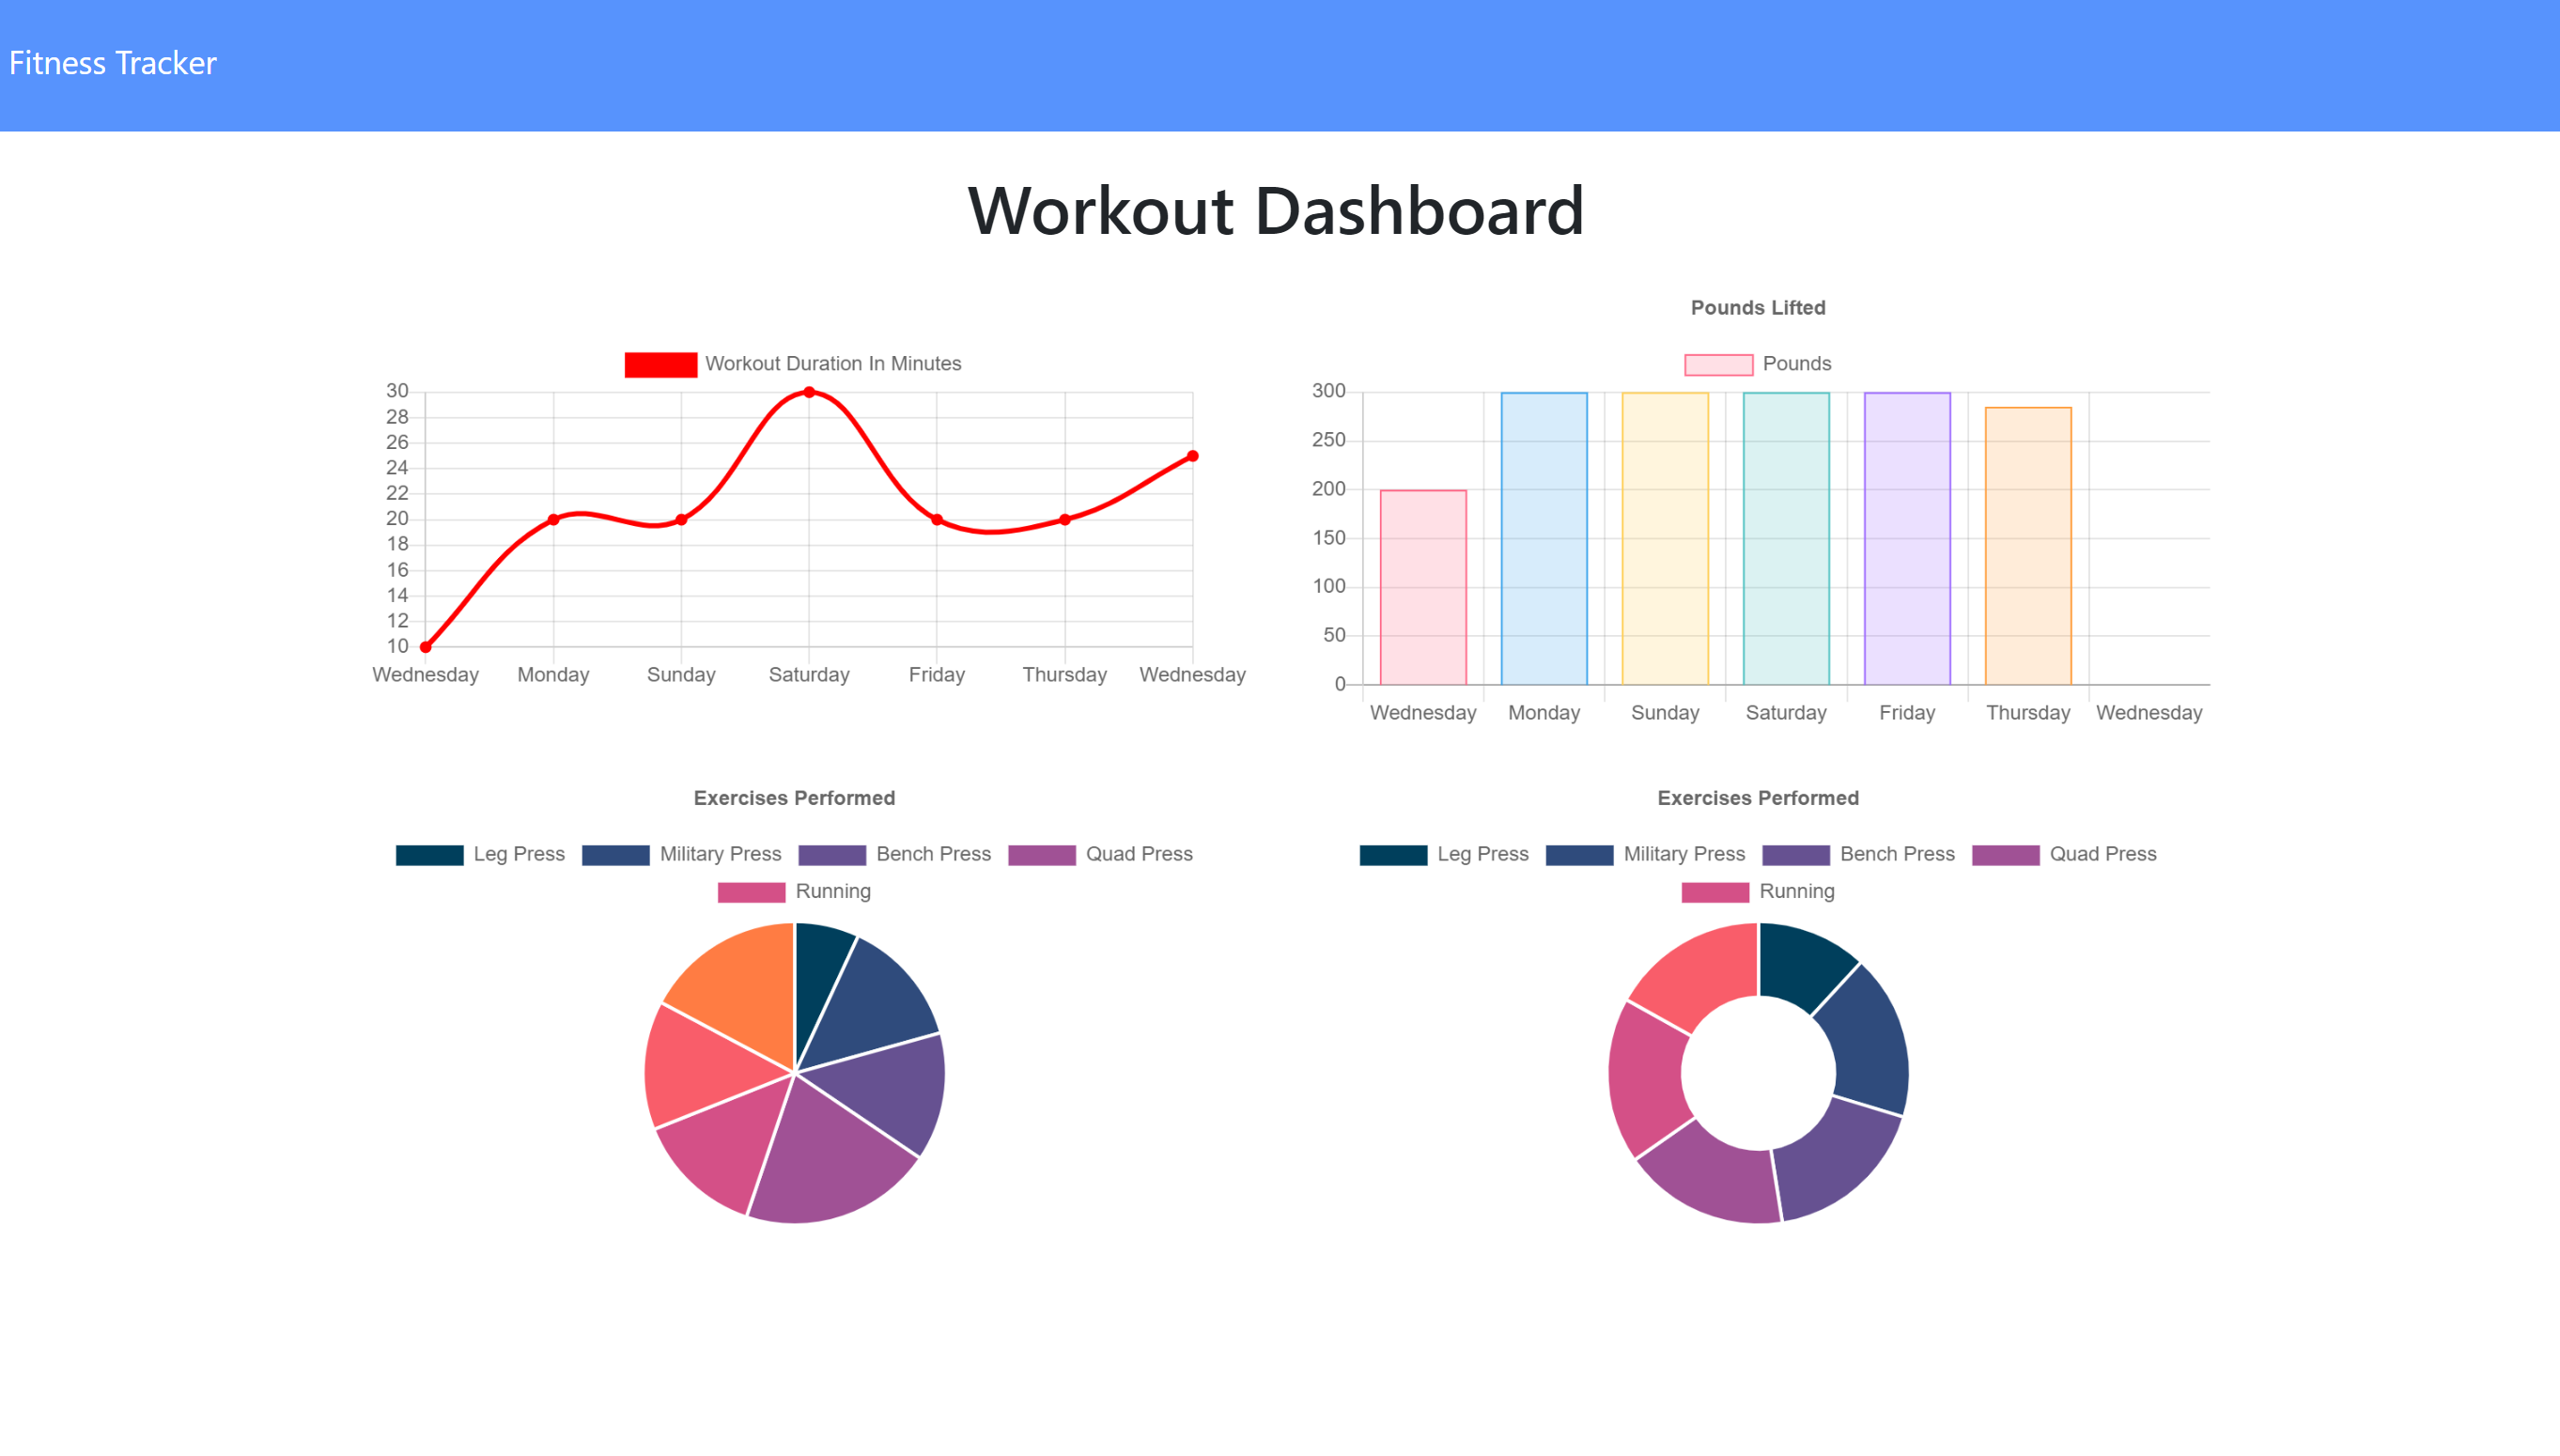 Fitness Tracker
Workout Dashboard
Workout Duration In Minutes
30
28
26
24
22
20
18
16
14
12
10
Wednesday Monday Sunday Saturday Friday Thursday Wednesday
Pounds Lifted
Pounds
300
250
200
150
100
50
0
Wednesday Monday Sunday Saturday Friday Thursday Wednesday
Exercises Performed
Leg Press Military Press Bench Press Quad Press
Running
Exercises Performed
Leg Press Military Press Bench Press Quad Press
Running